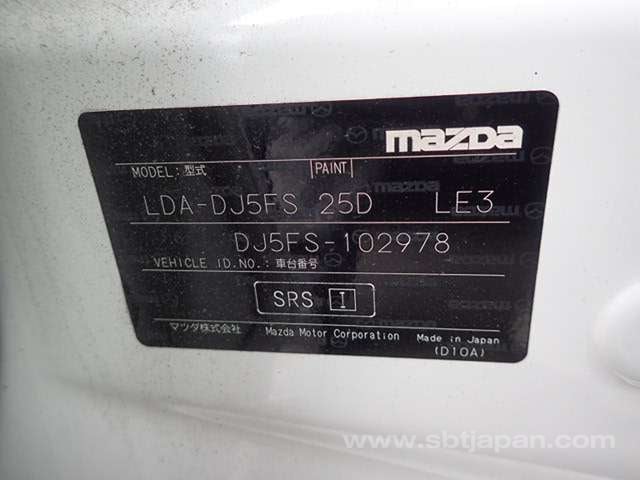 mazda
MODEL: 型式 PAINT
LDA-DJ5FS 25D LE3
DJ5FS-102978
VEHICLE ID.NO.: 車台番号
SRS I
マツダ株式会社 Mazda Motor Corporation Made in Japan
(D10A)
www.sbtjapan.com